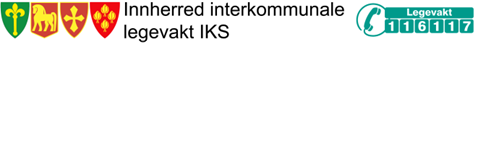 Innherred interkommunale
legevakt IKS
Legevakt
116117